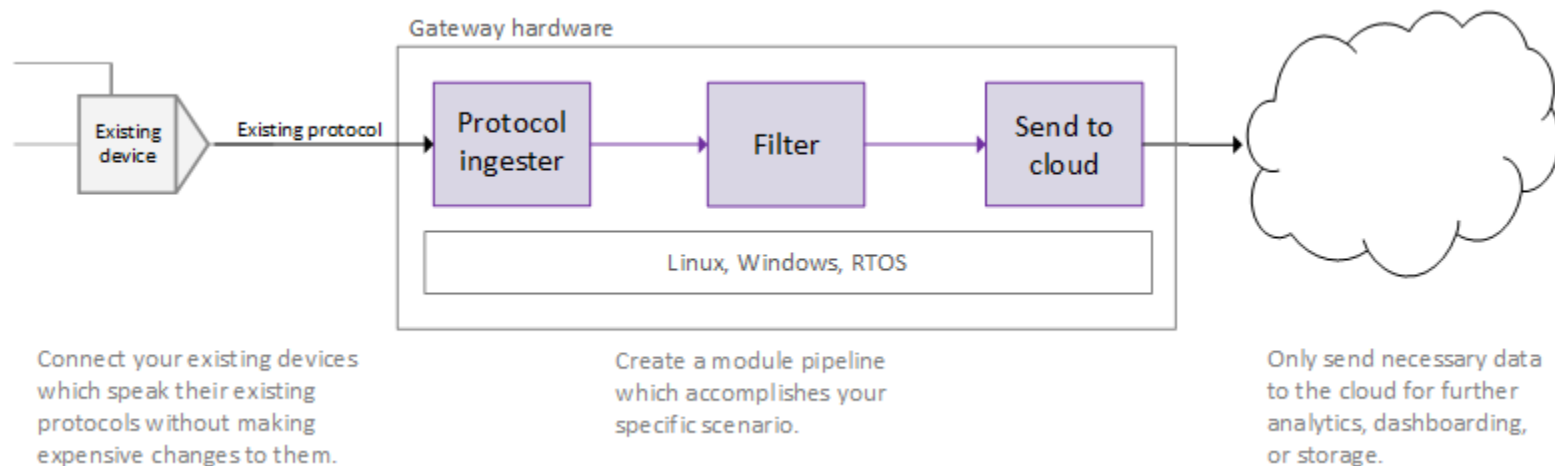 Gateway hardware
Existing
device
Existing protocol
Protocol
ingester
Filter
Send to
cloud
Linux, Windows, RTOS
Connect your existing devices
which speak their existing
protocols without making
expensive changes to them.
Create a module pipeline
which accomplishes your
specific scenario.
Only send necessary data
to the cloud for further
analytics, dashboarding,
or storage.